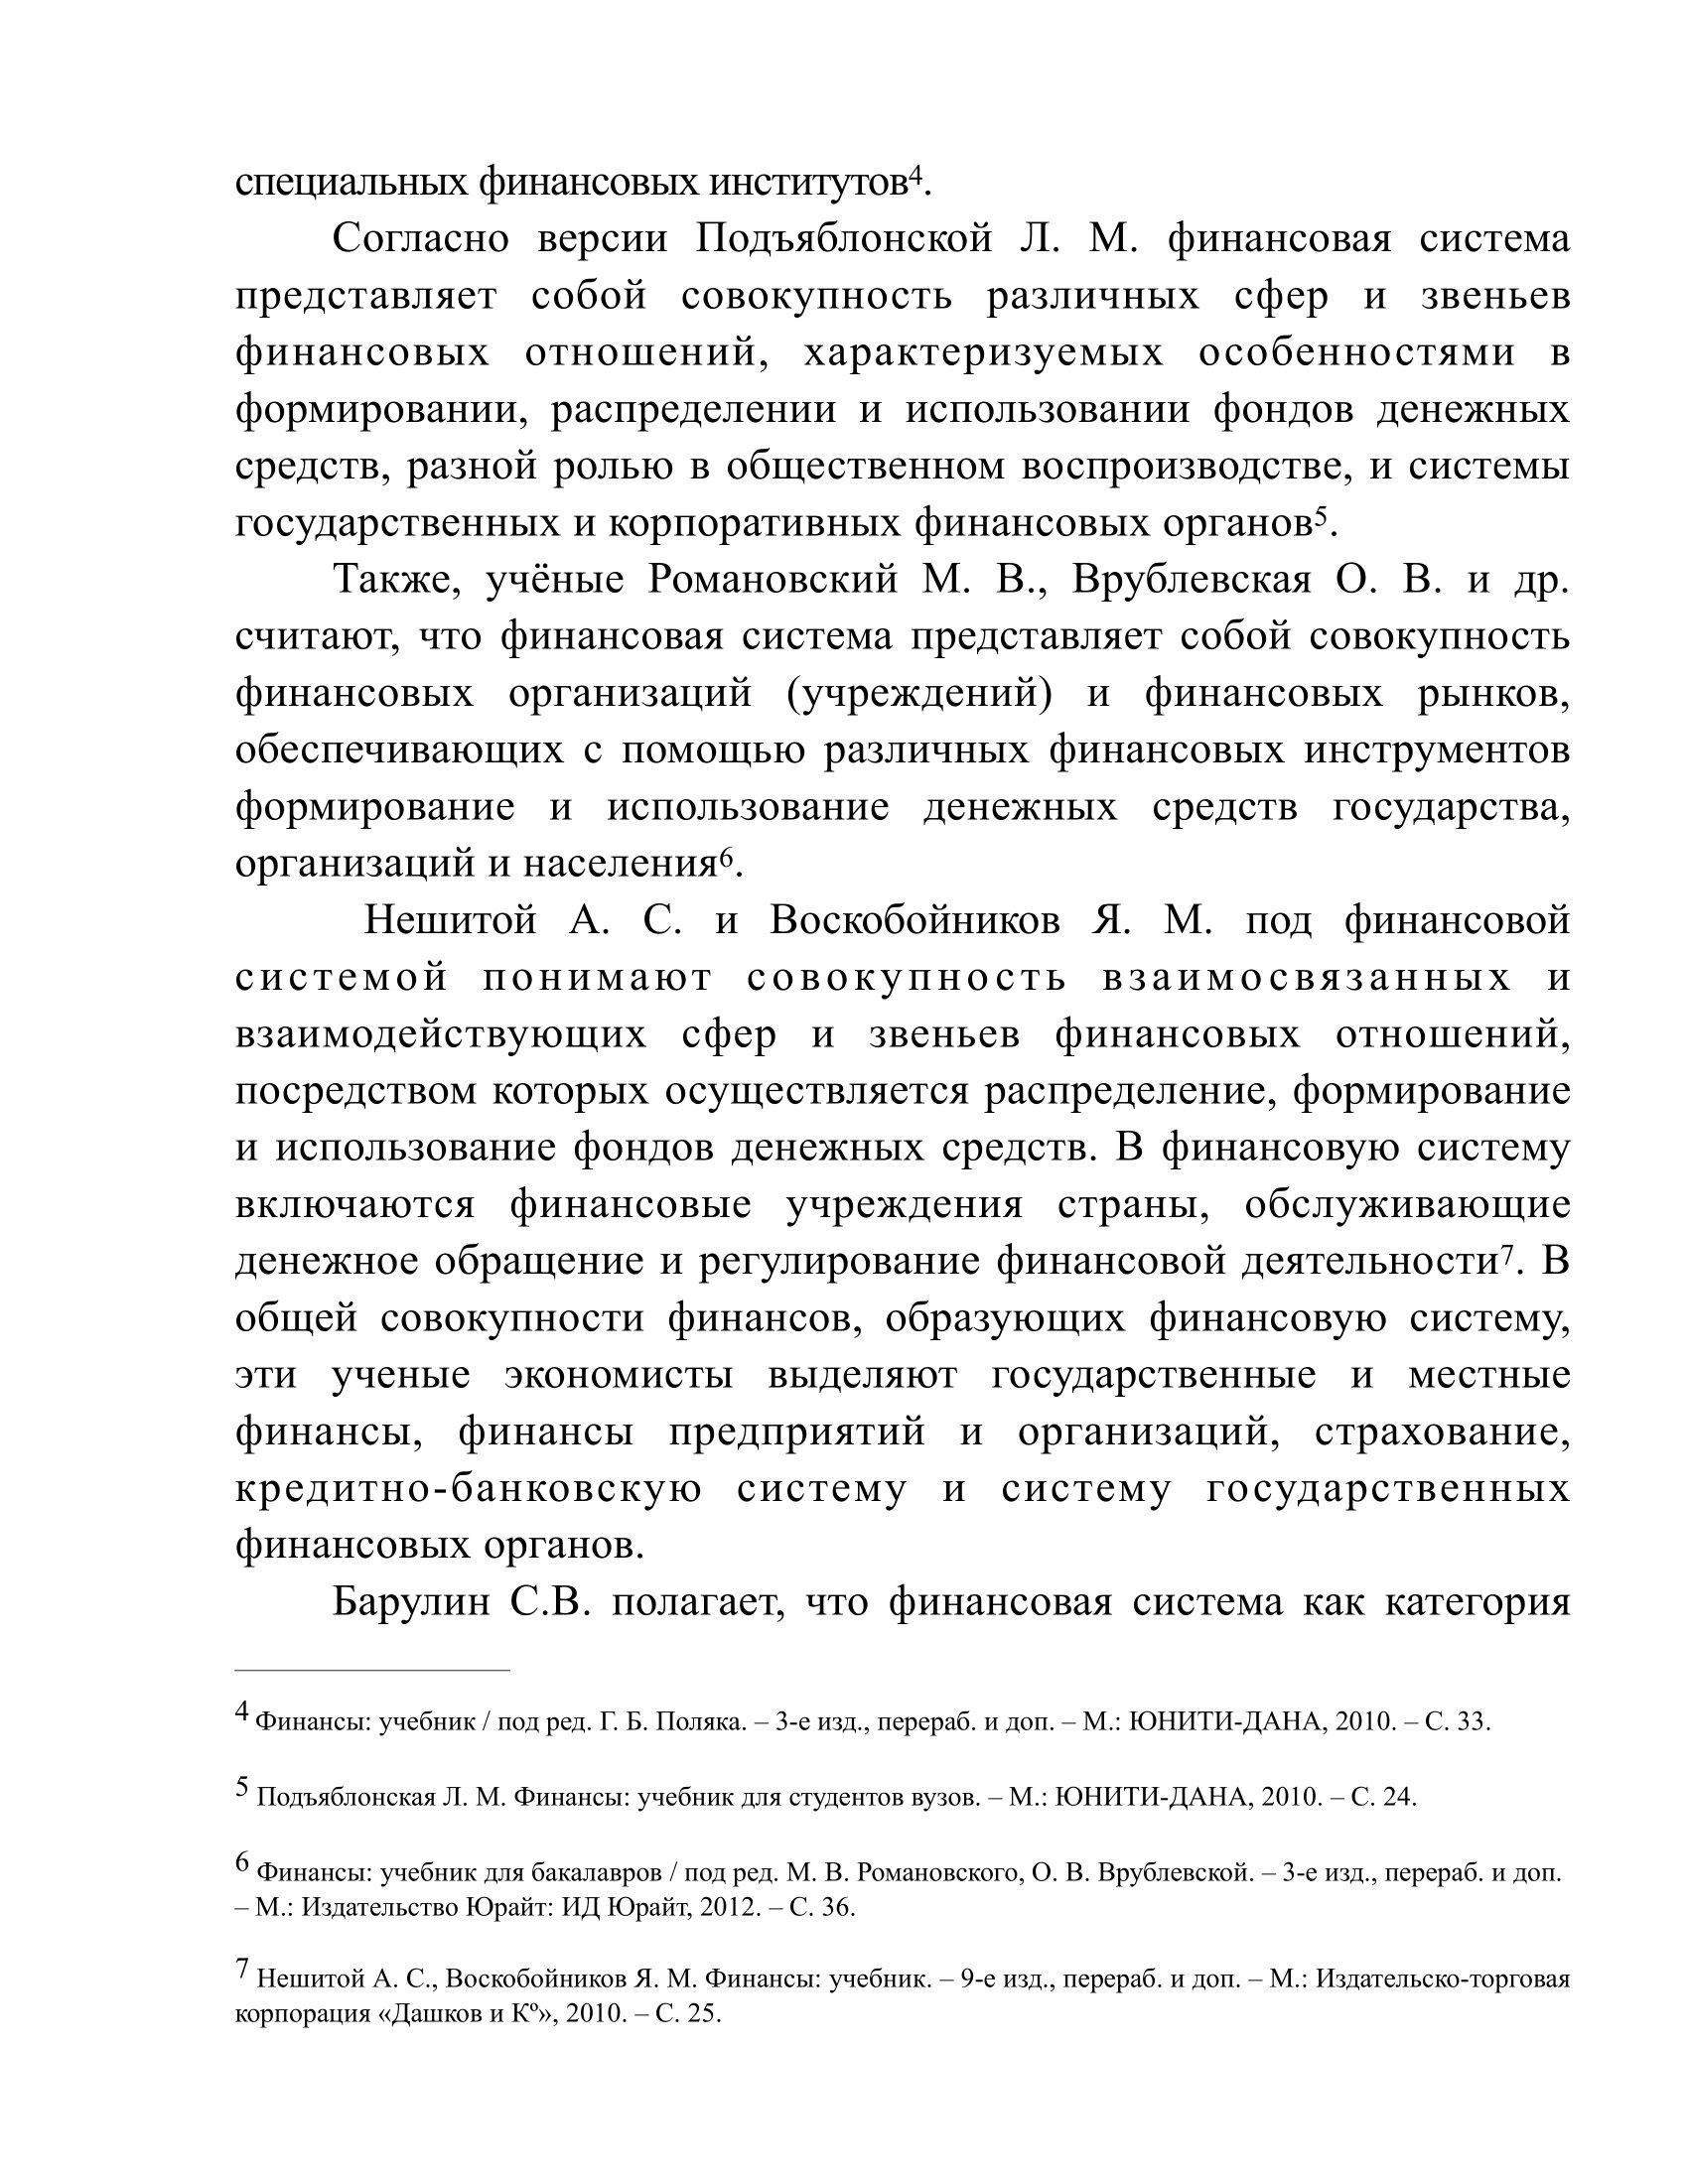 специальных финансовых институтов4.
Согласно версии Подъяблонской Л. М. финансовая система
представляет собой совокупность различных сфер и звеньев
финансовых отношений, характеризуемых особенностями в
формировании, распределении и использовании фондов денежных
средств, разной ролью в общественном воспроизводстве, и системы
государственных и корпоративных финансовых органов5.
Также, учёные Романовский М. В., Врублевская О. В. и др.
считают, что финансовая система представляет собой совокупность
финансовых организаций (учреждений) и финансовых рынков,
обеспечивающих с помощью различных финансовых инструментов
формирование и использование денежных средств государства,
организаций и населения6.
Нешитой А. С. и Воскобойников Я. М. под финансовой
системой понимают совокупность взаимосвязанных и
взаимодействующих сфер и звеньев финансовых отношений,
посредством которых осуществляется распределение, формирование
и использование фондов денежных средств. В финансовую систему
включаются финансовые учреждения страны, обслуживающие
денежное обращение и регулирование финансовой деятельности7. В
общей совокупности финансов, образующих финансовую систему,
эти ученые экономисты выделяют государственные и местные
финансы, финансы предприятий и организаций, страхование,
кредитно-банковскую систему и систему государственных
финансовых органов.
Барулин С.В. полагает, что финансовая система как категория
4 Финансы: учебник / под ред. Г. Б. Поляка. – 3-е изд., перераб. и доп. – М.: ЮНИТИ-ДАНА, 2010. – С. 33.
5 Подъяблонская Л. М. Финансы: учебник для студентов вузов. – М.: ЮНИТИ-ДАНА, 2010. – С. 24.
6 Финансы: учебник для бакалавров / под ред. М. В. Романовского, О. В. Врублевской. – 3-е изд., перераб. и доп.
– М.: Издательство Юрайт: ИД Юрайт, 2012. – С. 36.
7 Нешитой А. С., Воскобойников Я. М. Финансы: учебник. – 9-е изд., перераб. и доп. – М.: Издательско-торговая
корпорация «Дашков и Кº», 2010. – С. 25.